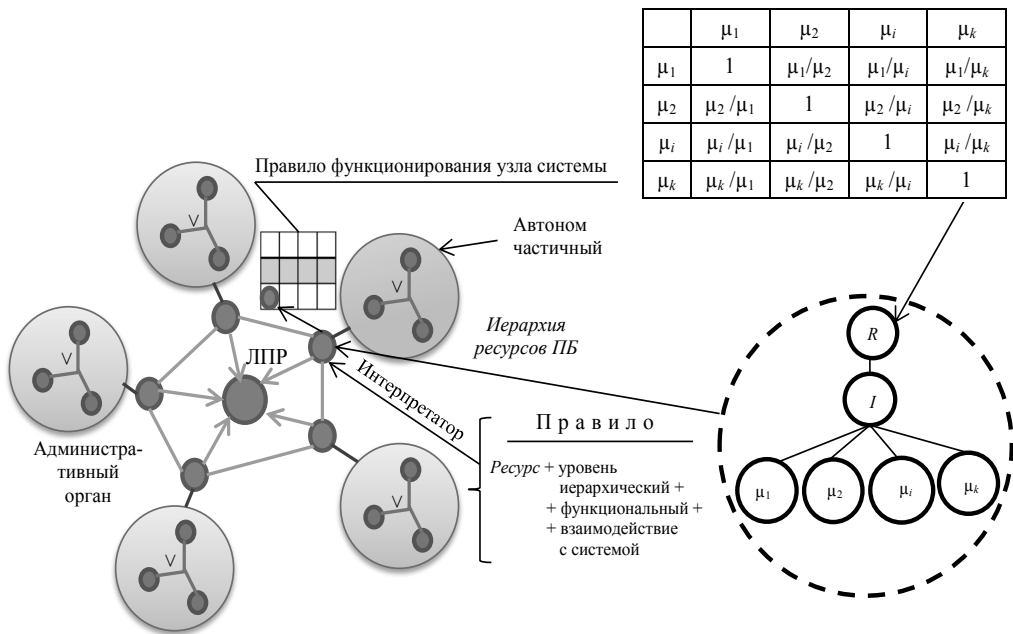 μ1 μ2 μi μk
μ1 1 μ1/μ2 μ1/μi μ1/μk
μ2 μ2 /μ1 1 μ2 /μi μ2 /μk
μi μi /μ1 μi /μ2 1 μi /μk
μk μk /μ1 μk /μ2 μk /μi 1
Правило функционирования узла системы
Автоном
частичный
V
V
V
V
V
ЛПР
Иерархия
ресурсов ПБ
Интерпретатор
Административный
орган
Правило
Ресурс + уровень
иерархический +
+ функциональный +
+ взаимодействие
с системой
R
I
μ1 μ2 μi μk